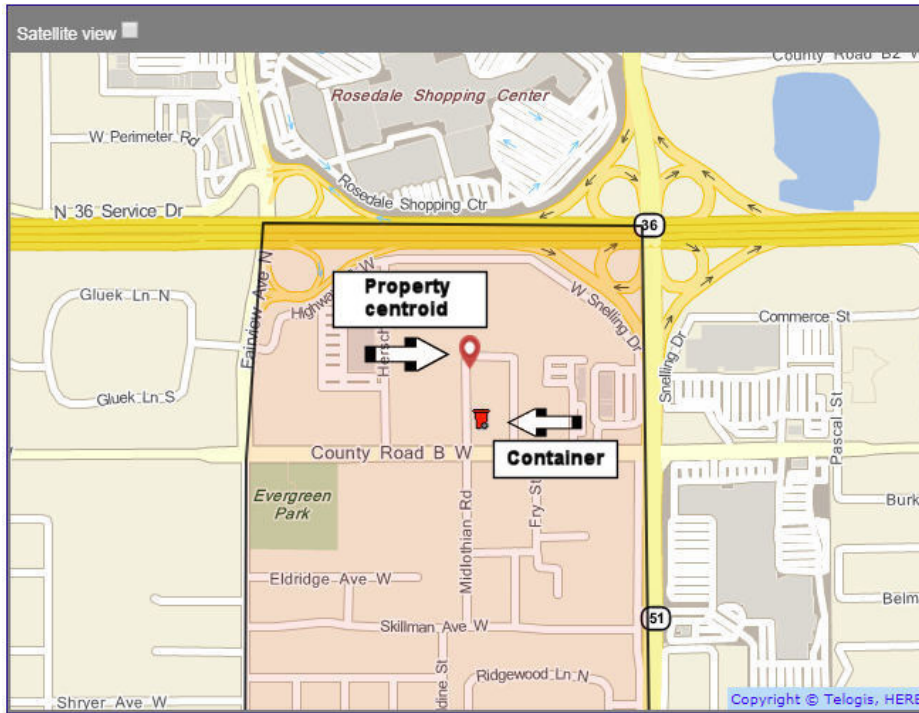 Satellite view
County Road B2 W
Rosedale Shopping Center
W Perimeter Rd
Rosedale Shopping Ctr
N 36 Service Dr
36
Fairview Ave N
Gluek Ln N
Property
centroid
W Snelling Dr
Commerce St
Snelling Dr
Gluek Ln S
Pascal St
County Road B W
Container
Evergreen
Park
Midlothian Rd
Fry St
Burk
Eldridge Ave W
Belm
Skillman Ave W
51
dine St
Ridgewood Ln N
Shryer Ave W
Copyright © Telogis, HERE